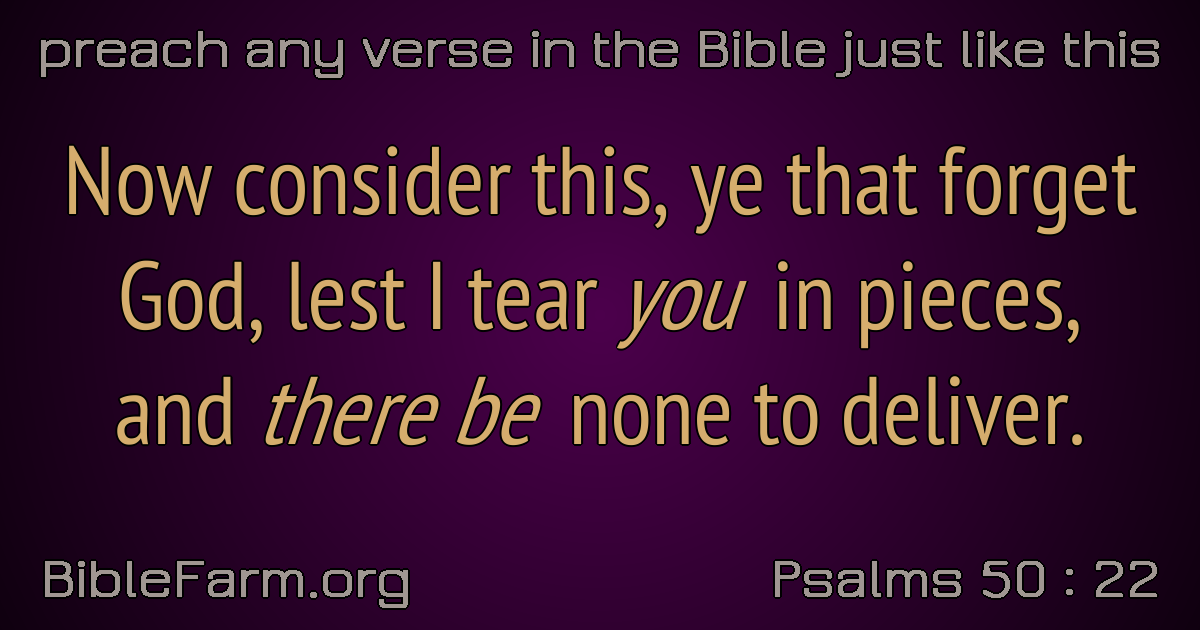 preach any verse in the Bible just like this
Now consider this, ye that forget
God, lest I tear you in pieces,
and there be none to deliver.
BibleFarm.org
Psalms 50 : 22